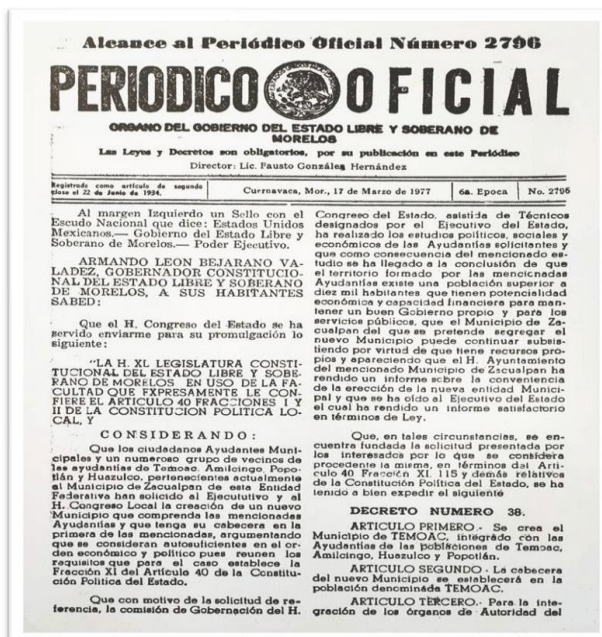 Alcance al Periódico Oficial Número 2796
PERIODICO OFICIAL
ORGANO DEL GOBIERNO DEL ESTADO LIBRE Y SOBERANO DE
MORELOS
Las Leyes y Decretos son obligatorios, por su publicación en este Periódico
Director: Lic. Fausto González Hernández
Registrado como artículo de segunda
clase el 22 de Junio de 1934.
Cuernavaca, Mor., 17 de Marzo de 1977
6a. Epoca
No. 2796
Al margen Izquierdo un Sello con el
Escudo Nacional que dice: Estados Unidos
Mexicanos.— Gobierno del Estado Libre y
Soberano de Morelos.— Poder Ejecutivo.
ARMANDO LEON BEJARANO VA-
LADEZ, GOBERNADOR CONSTITUCIO-
NAL DEL ESTADO LIBRE Y SOBERANO
DE MORELOS, A SUS HABITANTES
SABED:
Que el H. Congreso del Estado se ha
servido enviarme para su promulgación lo
siguiente:
"LA H. XL LEGISLATURA CONSTI-
TUCIONAL DEL ESTADO LIBRE Y SOBE-
RANO DE MORELOS EN USO DE LA FA-
CULTAD QUE EXPRESAMENTE LE CON-
FIERE EL ARTICULO 40 FRACCIONES I Y
II DE LA CONSTITUCION POLITICA LO-
CAL, Y
CONSIDERANDO:
Que los ciudadanos Ayudantes Muni-
cipales y un numeroso grupo de vecinos de
las ayudantías de Temoac, Amilcingo, Popo-
tlán y Huazulco, pertenecientes actualmente
al Municipio de Zacualpan de esta Entidad
Federativa han solicido al Ejecututivo y al
H. Congreso Local la creación de un nuevo
Municipio que comprenda las mencionadas
Ayudantías y que tenga su cabecera en la
primera de las mencionadas, argumentando
que se consideran autosuficientes en el or-
den económico y político pues reunen los
requisitos que para el caso establece la
Fracción XI del Artículo 40 de la Constitu-
ción Política del Estado.
Que con motivo de la solicitud de re-
ferencia, la comisión de Gobernación del H.
Congreso del Estado, asistida de Técnicos
designados por el Ejecutivo del Estado,
ha realizado los estudios políticos, sociales y
económicos de las Ayudantías solicitantes y
que como consecuencia del mencionado es-
tudio se ha llegado a la conclusión de que
el territorio formado por las mencionadas
Ayudantías existe una población superior a
diez mil habitantes que tienen potencialidad
económica y capacidad financiera para man-
tener un buen Gobierno propio y para los
servicios públicos, que el Municipio de Za-
cualpan del que se pretende segregar el
nuevo Municipio puede continuar subsis-
tiendo por virtud de que tiene recursos pro-
pios y apareciendo que el H. Ayuntamiento
del mencionado Municipio de Zacualpan ha
rendido un informe sobre la conveniencia
de la erección de la nueva entidad Munici-
pal y que se ha oído al Ejecutivo del Estado
el cual ha rendido un informe satisfactorio
en términos de Ley.
Que, en tales circunstancias, se en-
cuentra fundada la solicitud presentada por
los interesados por lo que se considera
procedente la misma, en términos del Artí-
culo 40 Fracción XI. 115 y demás relativos
de la Constitución Política del Estado, se ha
tenido a bien expedir el siguiente
DECRETO NUMERO 38.
ARTICULO PRIMERO.- Se crea el
Municipio de TEMOAC, integrado con las
Ayudantías de las poblaciones de Temoac,
Amilcingo, Huazulco y Popotlán.
ARTICULO SEGUNDO.- La cabecera
del nuevo Municipio se establecerá en la
población denominada TEMOAC.
ARTICULO TERCERO.- Para la inte-
gración de los órganos de Autoridad del